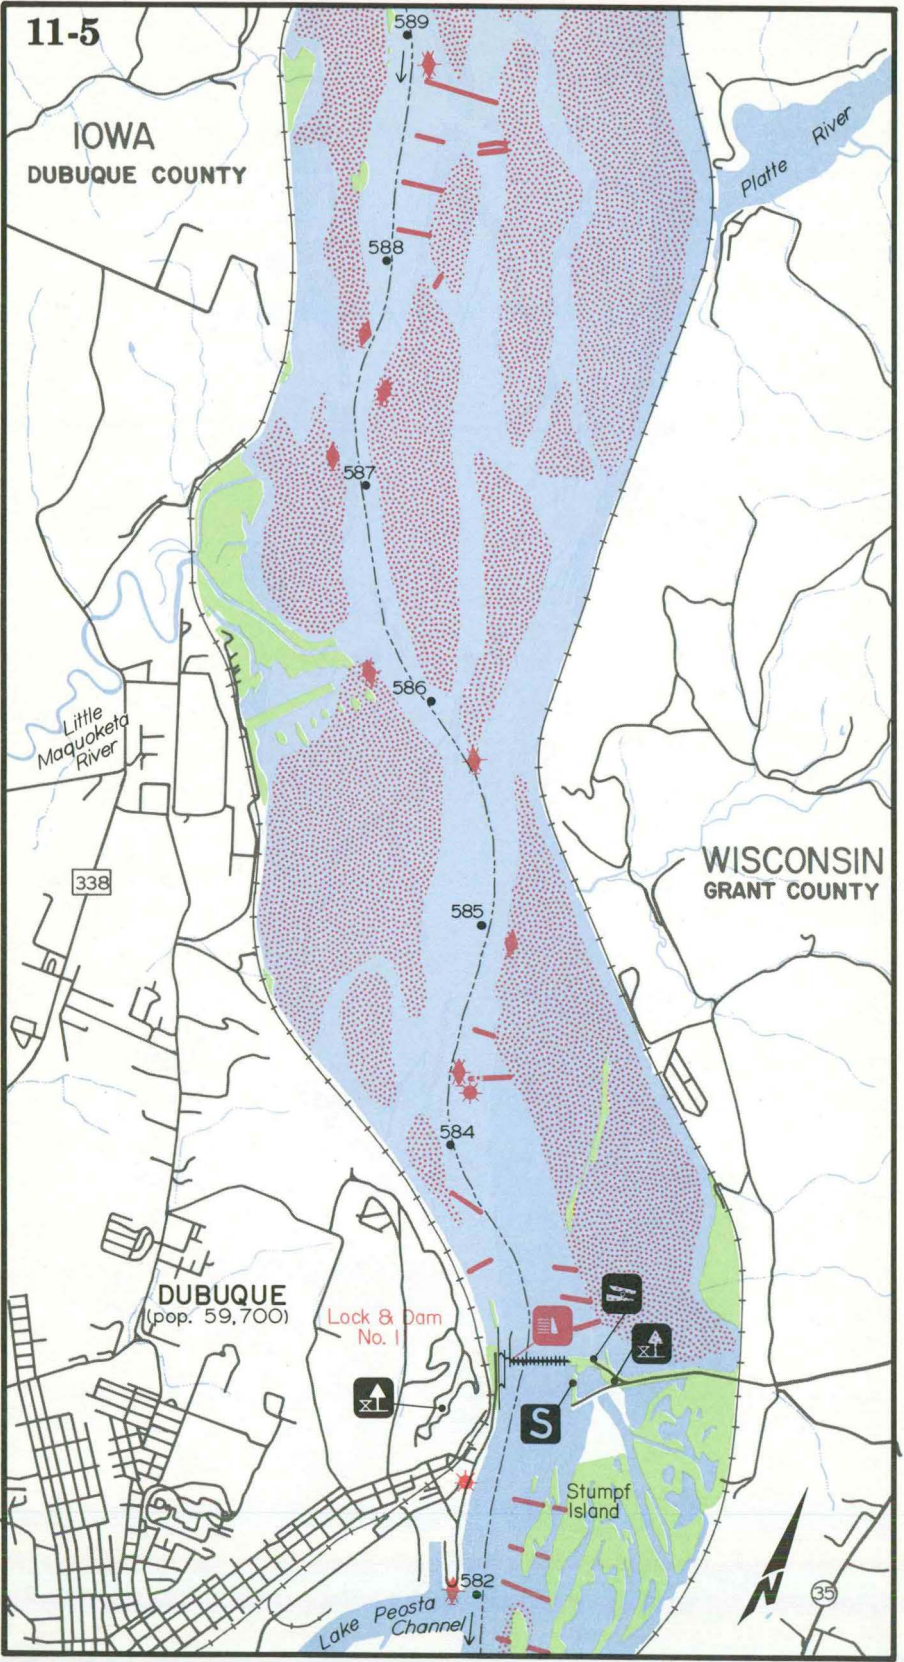 11-5
589
IOWA
DUBUQUE COUNTY
Platte River
588
587
586
Little
Maquoketa
River
WISCONSIN
GRANT COUNTY
338
585
584
DUBUQUE
(pop. 59,700)
Lock & Dam
No. 1
S
Stumpf
Island
582
35
Lake Peosta
Channel
N